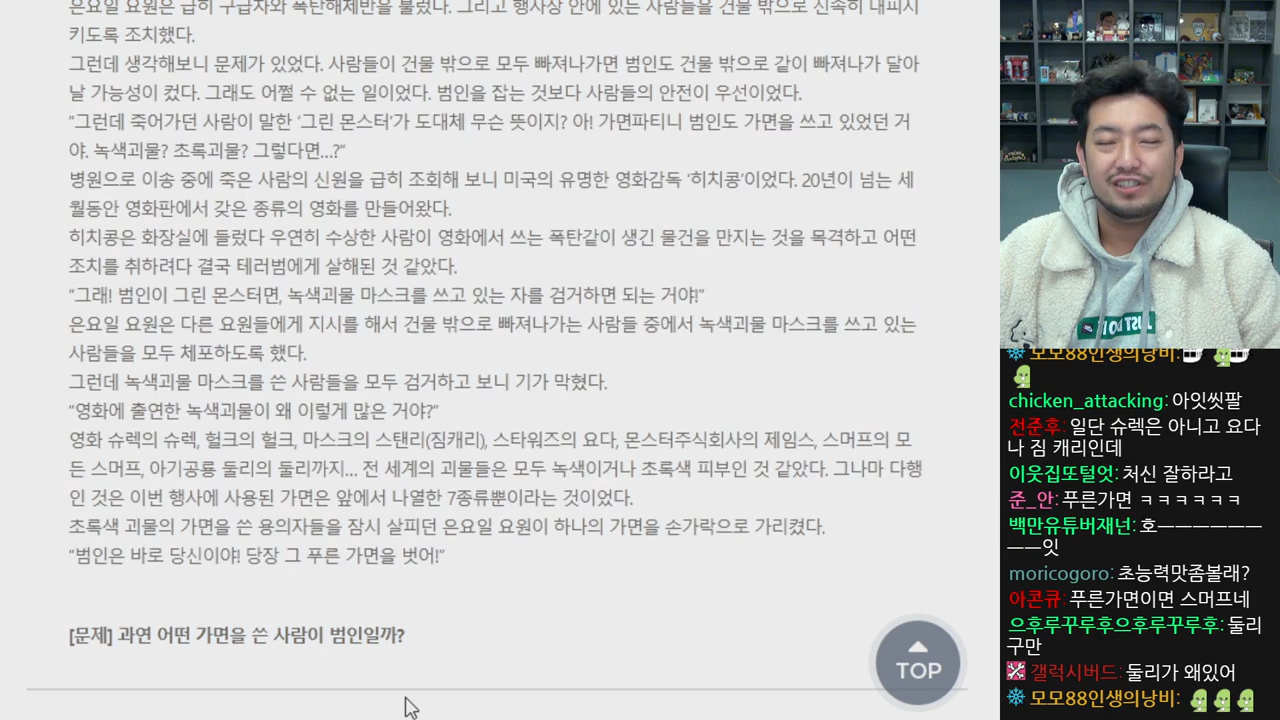 은요일 요원은 급히 구급차와 폭탄해체반을 불렀다. 그리고 행사장 안에 있는 사람들을 건물 밖으로 신속히 대피시
키도록 조치했다.
그런데 생각해보니 문제가 있었다. 사람들이 건물 밖으로 모두 빠져나가면 범인도 건물 밖으로 같이 빠져나가 달아
날 가능성이 컸다. 그래도 어쩔 수 없는 일이었다. 범인을 잡는 것보다 사람들의 안전이 우선이었다.
“그런데 죽어가던 사람이 말한 ‘그린 몬스터’가 도대체 무슨 뜻이지? 아! 가면파티니 범인도 가면을 쓰고 있었던 거
야. 녹색괴물? 초록괴물? 그렇다면...?”
병원으로 이송 중에 죽은 사람의 신원을 급히 조회해 보니 미국의 유명한 영화감독 ‘히치콩’이었다. 20년이 넘는 세
월동안 영화판에서 갖은 종류의 영화를 만들어왔다.
히치콩은 화장실에 들렀다 우연히 수상한 사람이 영화에서 쓰는 폭탄같이 생긴 물건을 만지는 것을 목격하고 어떤
조치를 취하려다 결국 테러범에게 살해된 것 같았다.
“그래! 범인이 그린 몬스터면, 녹색괴물 마스크를 쓰고 있는 자를 검거하면 되는 거야!”
은요일 요원은 다른 요원들에게 지시를 해서 건물 밖으로 빠져나가는 사람들 중에서 녹색괴물 마스크를 쓰고 있는
사람들을 모두 체포하도록 했다.
그런데 녹색괴물 마스크를 쓴 사람들을 모두 검거하고 보니 기가 막혔다.
“영화에 출연한 녹색괴물이 왜 이렇게 많은 거야?”
영화 슈렉의 슈렉, 헐크의 헐크, 마스크의 스탠리(짐캐리), 스타워즈의 요다, 몬스터주식회사의 제임스, 스머프의 모
든 스머프, 아기공룡 둘리의 둘리까지... 전 세계의 괴물들은 모두 녹색이거나 초록색 피부인 것 같았다. 그나마 다행
인 것은 이번 행사에 사용된 가면은 앞에서 나열한 7종류뿐이라는 것이었다.
초록색 괴물의 가면을 쓴 용의자들을 잠시 살피던 은요일 요원이 하나의 가면을 손가락으로 가리켰다.
“범인은 바로 당신이야! 당장 그 푸른 가면을 벗어!”
[문제] 과연 어떤 가면을 쓴 사람이 범인일까?
TOP
모모88인생의낭비:
chicken_attacking: 아잇씻팔
전준후: 일단 슈렉은 아니고 요다
나 짐 캐리인데
이웃집또털엇: 처신 잘하라고
준_안: 푸른가면 ㅋㅋㅋㅋㅋㅋ
백만유튜버재넌: 호ㅡㅡㅡㅡㅡㅡ
ㅡㅡ잇
moricogoro: 초능력맛좀볼래?
아콘큐: 푸른가면이면 스머프네
으후루꾸루후으후루꾸루후: 둘리
구만
갤럭시버드: 둘리가 왜있어
모모88인생의낭비: